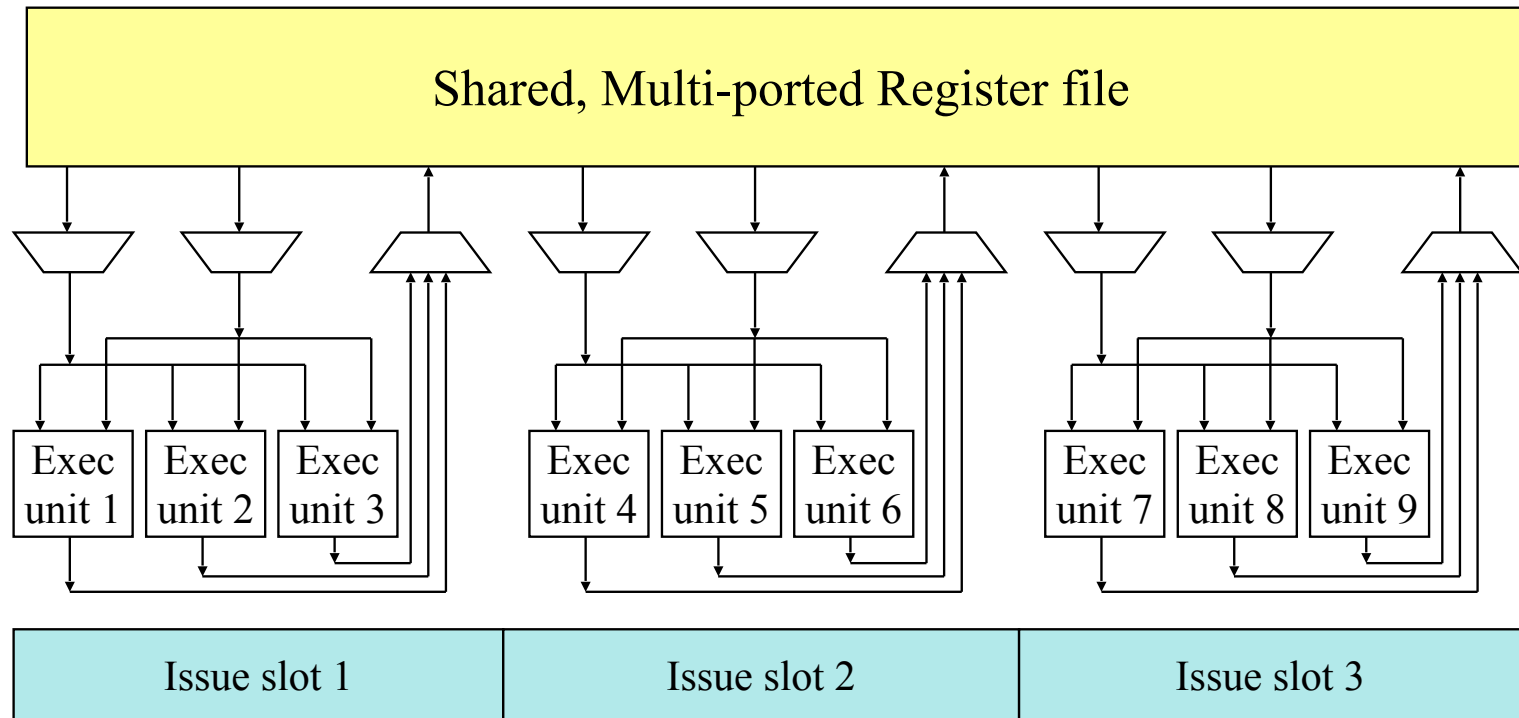 Shared, Multi-ported Register file
Exec
unit 1
Exec
unit 2
Exec
unit 3
Exec
unit 4
Exec
unit 5
Exec
unit 6
Exec
unit 7
Exec
unit 8
Exec
unit 9
Issue slot 1
Issue slot 2
Issue slot 3